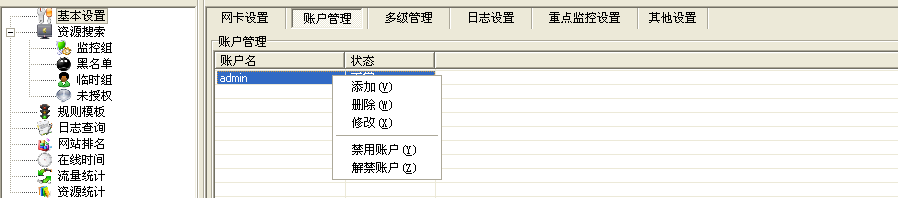 基本设置
资源搜索
监控组
黑名单
临时组
未授权
规则模板
日志查询
网站排名
在线时间
流量统计
资源统计
网卡设置 账户管理 多级管理 日志设置 重点监控设置 其他设置
账户管理
账户名 状态
admin
添加(V)
删除(W)
修改(X)
禁用账户(Y)
解禁账户(Z)